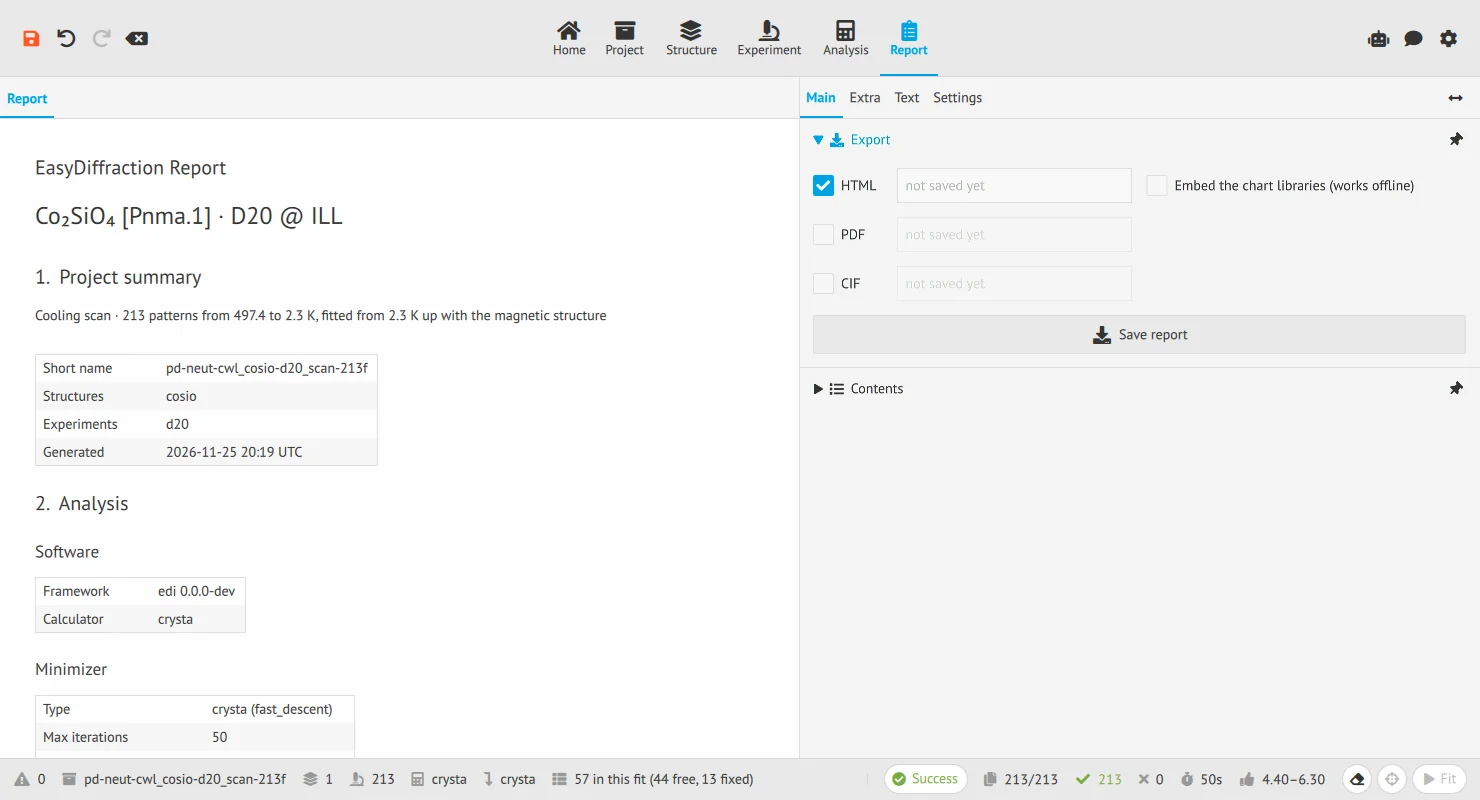 Home
Project
Structure
Experiment
Analysis
Report
Report
Main Extra Text Settings
EasyDiffraction Report
Co₂SiO₄ [Pnma.1] · D20 @ ILL
1. Project summary
Cooling scan · 213 patterns from 497.4 to 2.3 K, fitted from 2.3 K up with the magnetic structure
Short name pd-neut-cwl_cosio-d20_scan-213f
Structures cosio
Experiments d20
Generated 2026-11-25 20:19 UTC
2. Analysis
Software
Framework edi 0.0.0-dev
Calculator crysta
Minimizer
Type crysta (fast_descent)
Max iterations 50
Export
HTML not saved yet Embed the chart libraries (works offline)
PDF not saved yet
CIF not saved yet
Save report
Contents
0 pd-neut-cwl_cosio-d20_scan-213f 1 213 crysta crysta 57 in this fit (44 free, 13 fixed) Success 213/213 213 0 50s 4.40–6.30 Fit